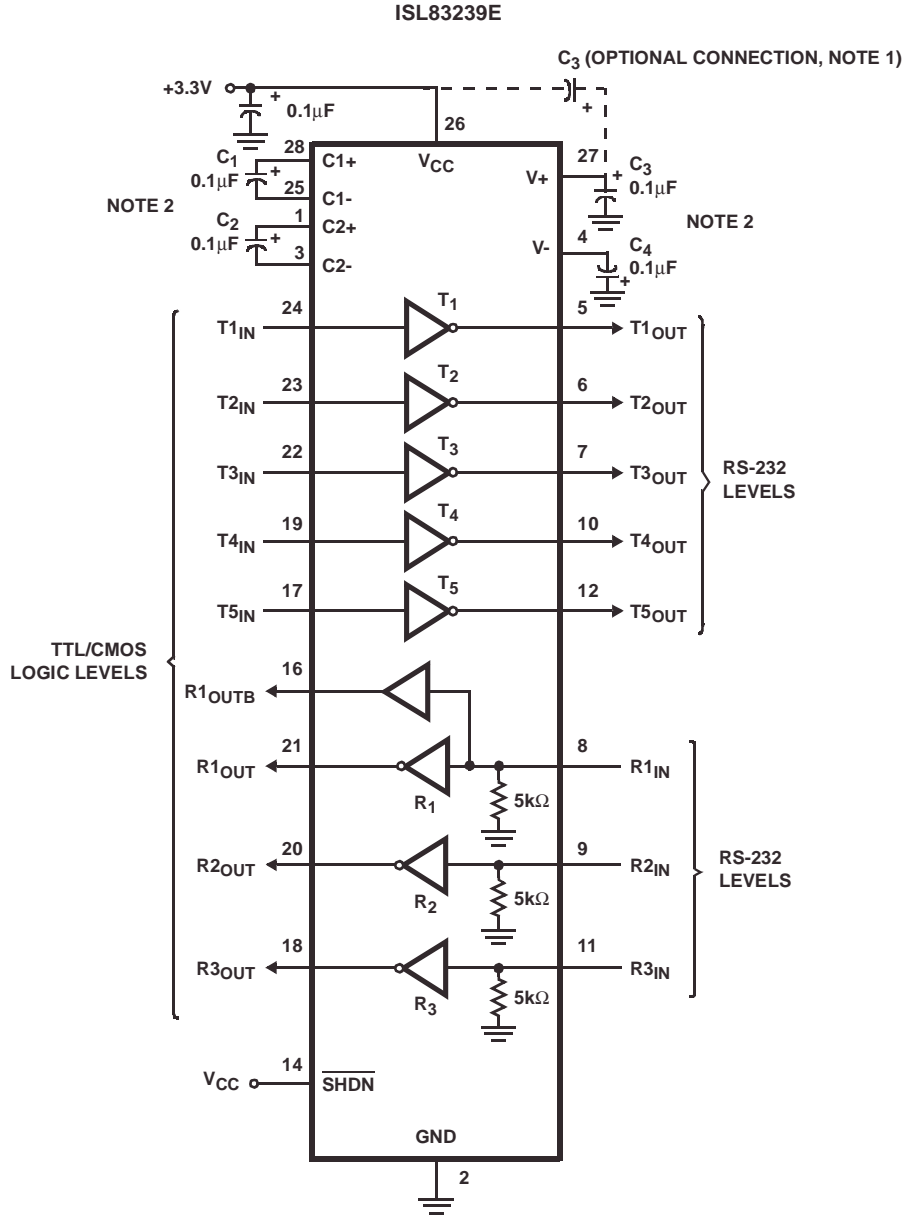 ISL83239E
C3 (OPTIONAL CONNECTION, NOTE 1)
+3.3V
+
0.1μF
+
26
VCC
28
C1+
C1
0.1μF
+
25
C1-
NOTE 2
1
C2+
C2
0.1μF
+
3
C2-
27
V+
+
C3
0.1μF
NOTE 2
4
V-
C4
0.1μF
+
T1IN
24
T1
5
T1OUT
T2IN
23
T2
6
T2OUT
T3IN
22
T3
7
T3OUT
RS-232
LEVELS
T4IN
19
T4
10
T4OUT
T5IN
17
T5
12
T5OUT
TTL/CMOS
LOGIC LEVELS
R1OUTB
16
R1OUT
21
R1
5kΩ
8
R1IN
R2OUT
20
R2
5kΩ
9
R2IN
RS-232
LEVELS
R3OUT
18
R3
5kΩ
11
R3IN
VCC
14
SHDN
GND
2